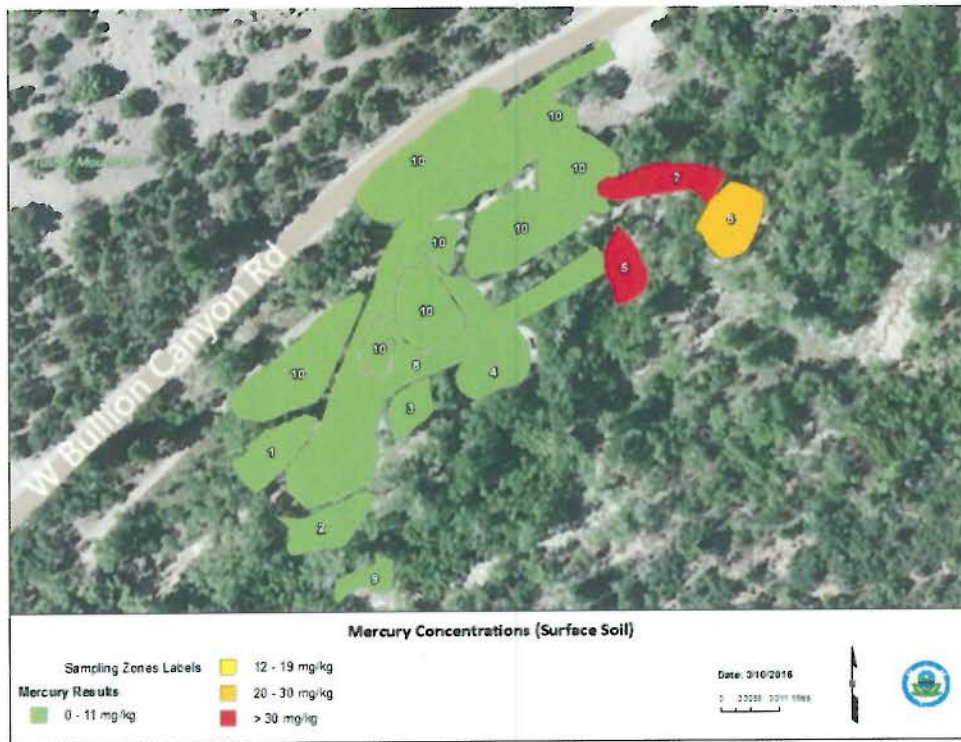 10
10
10
7
10
6
10
5
10
10
8
4
10
3
1
2
9
W Bullion Canyon Rd
Mercury Concentrations (Surface Soil)
Sampling Zones Labels
Mercury Results
0 - 11 mg/kg
12 - 19 mg/kg
20 - 30 mg/kg
> 30 mg/kg
Date: 3/10/2016